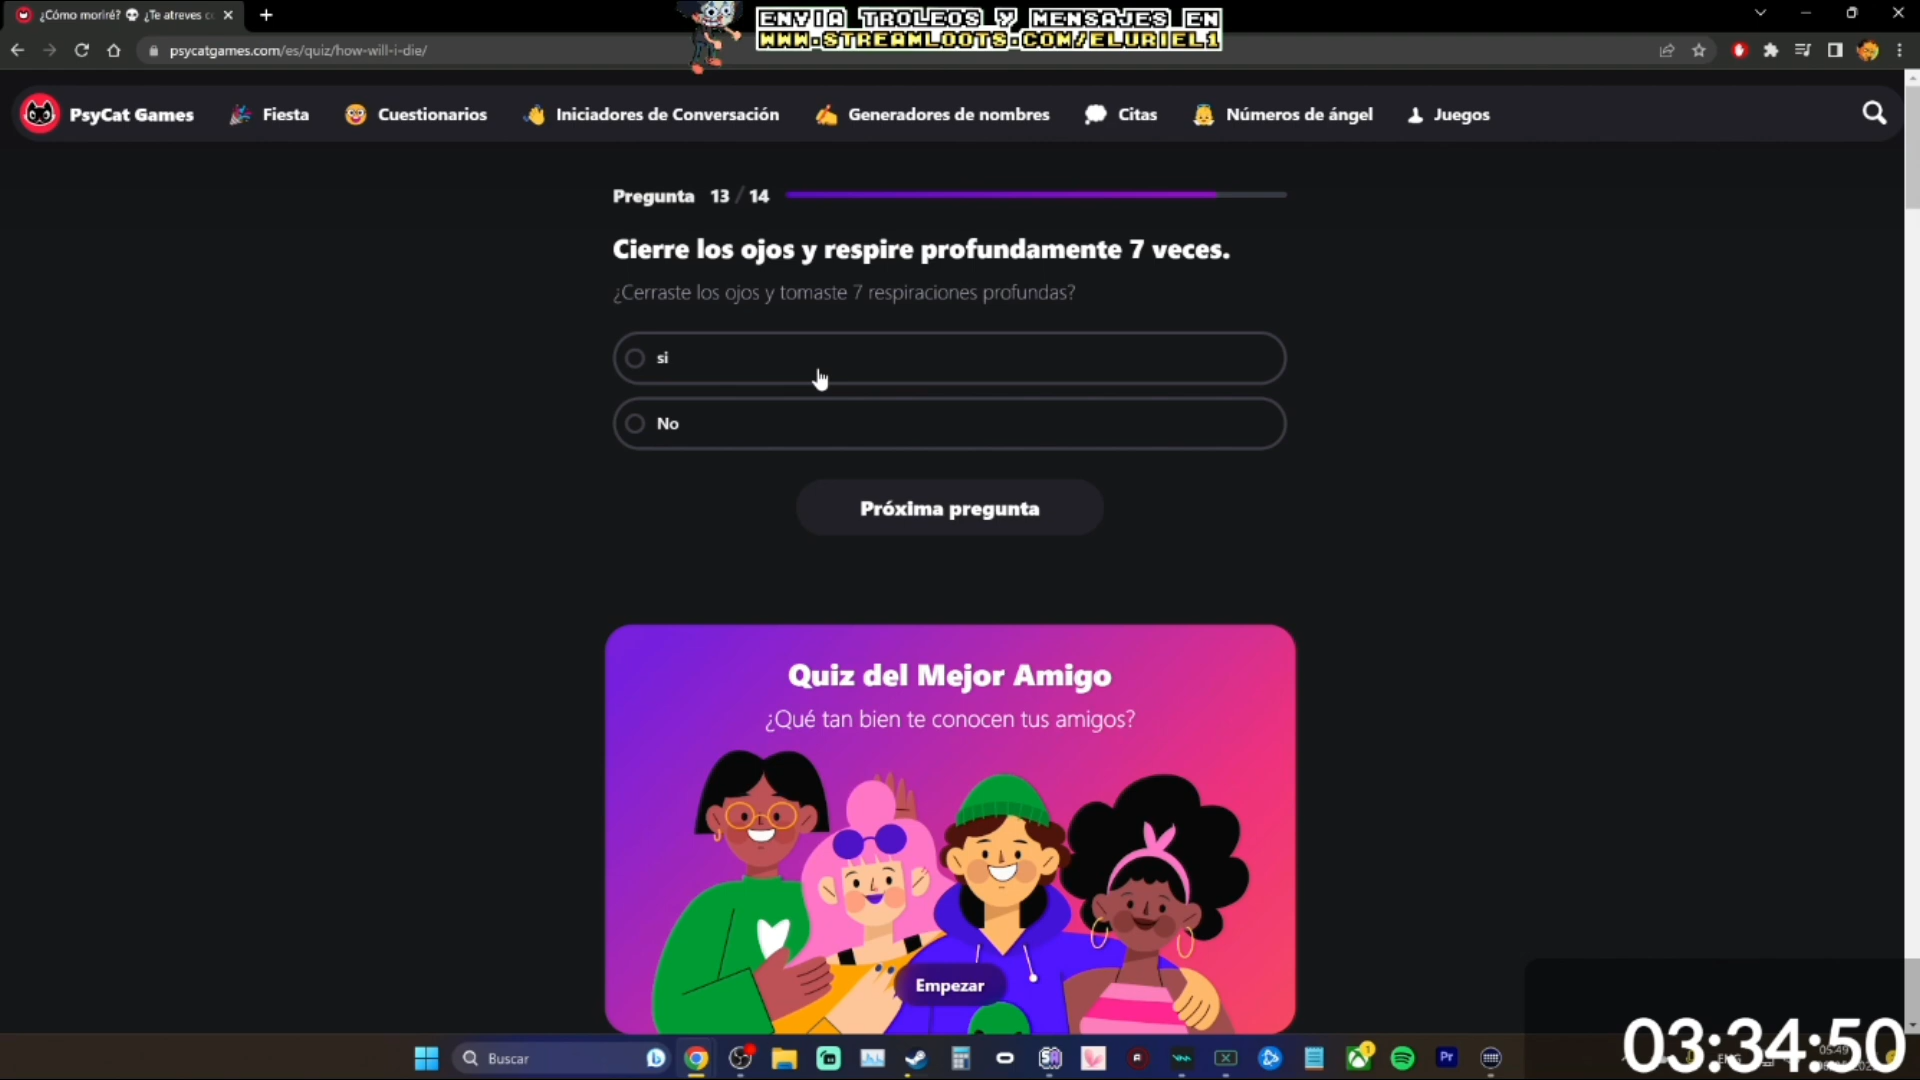 ¿Cómo moriré? 💀 ¿Te atreves
ENVIA TROLEOS Y MENSAJES EN
WWW.STREAMLOOTS.COM/ELURIEL1
psycatgames.com/es/quiz/how-will-i-die/
PsyCat Games
Fiesta
Cuestionarios
Iniciadores de Conversación
Generadores de nombres
Citas
Números de ángel
Juegos
Pregunta 13 / 14
Cierre los ojos y respire profundamente 7 veces.
¿Cerraste los ojos y tomaste 7 respiraciones profundas?
si
No
Próxima pregunta
Quiz del Mejor Amigo
¿Qué tan bien te conocen tus amigos?
Empezar
Buscar
Pr
03:34:50